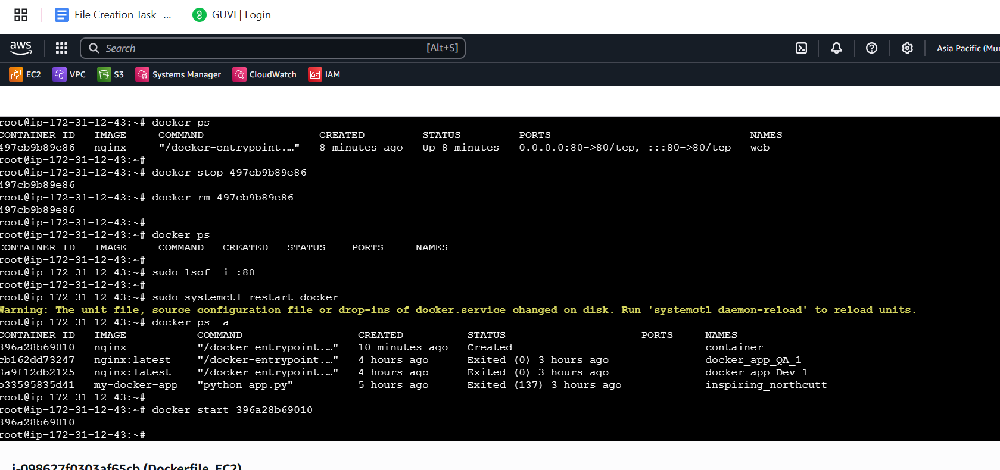 File Creation Task -...
GUVI | Login
aws
Search
[Alt+S]
Asia Pacific (Mum
EC2
VPC
S3
Systems Manager
CloudWatch
IAM
root@ip-172-31-12-43:~# docker ps
CONTAINER ID IMAGE COMMAND CREATED STATUS PORTS NAMES
497cb9b89e86 nginx "/docker-entrypoint.…" 8 minutes ago Up 8 minutes 0.0.0.0:80->80/tcp, :::80->80/tcp web
root@ip-172-31-12-43:~#
root@ip-172-31-12-43:~# docker stop 497cb9b89e86
497cb9b89e86
root@ip-172-31-12-43:~# docker rm 497cb9b89e86
497cb9b89e86
root@ip-172-31-12-43:~#
root@ip-172-31-12-43:~# docker ps
CONTAINER ID IMAGE COMMAND CREATED STATUS PORTS NAMES
root@ip-172-31-12-43:~#
root@ip-172-31-12-43:~# sudo lsof -i :80
root@ip-172-31-12-43:~#
root@ip-172-31-12-43:~# sudo systemctl restart docker
Warning: The unit file, source configuration file or drop-ins of docker.service changed on disk. Run 'systemctl daemon-reload' to reload units.
root@ip-172-31-12-43:~# docker ps -a
CONTAINER ID IMAGE COMMAND CREATED STATUS PORTS NAMES
396a28b69010 nginx "/docker-entrypoint.…" 10 minutes ago Created container
cb162dd73247 nginx:latest "/docker-entrypoint.…" 4 hours ago Exited (0) 3 hours ago docker_app_QA_1
8a9f12db2125 nginx:latest "/docker-entrypoint.…" 4 hours ago Exited (0) 3 hours ago docker_app_Dev_1
b33595835d41 my-docker-app "python app.py" 5 hours ago Exited (137) 3 hours ago inspiring_northcutt
root@ip-172-31-12-43:~#
root@ip-172-31-12-43:~# docker start 396a28b69010
396a28b69010
root@ip-172-31-12-43:~#
i-098627f0303af65cb (Dockerfile_EC2)